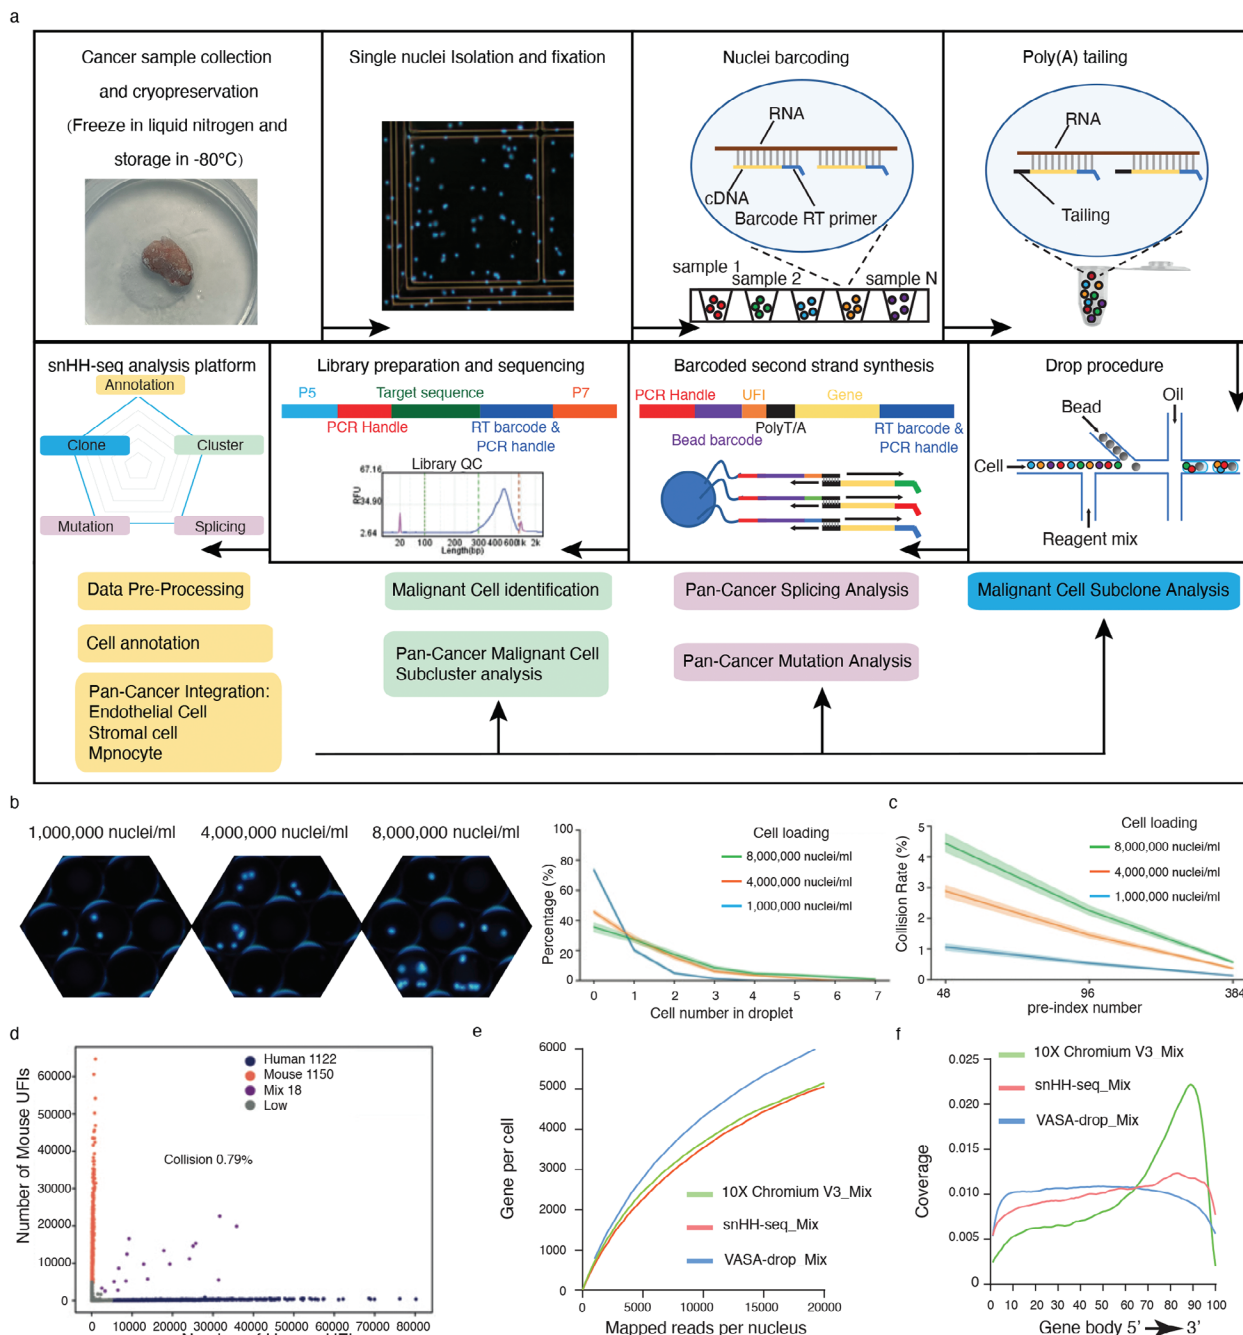 a
Cancer sample collection
and cryopreservation
(Freeze in liquid nitrogen and
storage in -80°C)
Single nuclei Isolation and fixation
Nuclei barcoding
RNA
cDNA
Barcode RT primer
sample 1
sample 2
sample N
Poly(A) tailing
RNA
Tailing
snHH-seq analysis platform
Annotation
Clone
Cluster
Mutation
Splicing
Library preparation and sequencing
P5
Target sequence
P7
PCR Handle
RT barcode &
PCR handle
Library QC
67.16
34.90
2.64
RFU
20
100
300
400
600
1k
2k
Length(bp)
Barcoded second strand synthesis
PCR Handle
UFI
Gene
PolyT/A
Bead barcode
RT barcode &
PCR handle
Drop procedure
Oll
Bead
Cell
Reagent mix
Data Pre-Processing
Malignant Cell identification
Pan-Cancer Splicing Analysis
Malignant Cell Subclone Analysis
Cell annotation
Pan-Cancer Malignant Cell
Subcluster analysis
Pan-Cancer Mutation Analysis
Pan-Cancer Integration:
Endothelial Cell
Stromal cell
Mpnocyte
b
1,000,000 nuclei/ml
4,000,000 nuclei/ml
8,000,000 nuclei/ml
100
80
60
40
20
0
Percentage (%)
Cell loading
8,000,000 nuclei/ml
4,000,000 nuclei/ml
1,000,000 nuclei/ml
0 1 2 3 4 5 6 7
Cell number in droplet
c
5
4
3
2
1
0
Collision Rate (%)
Cell loading
8,000,000 nuclei/ml
4,000,000 nuclei/ml
1,000,000 nuclei/ml
48 96 384
pre-index number
d
60000
50000
40000
30000
20000
10000
0
Number of Mouse UFIs
Human 1122
Mouse 1150
Mix 18
Low
Collision 0.79%
0 10000 20000 30000 40000 50000 60000 70000 80000
e
6000
5000
4000
3000
2000
1000
0
Gene per cell
10X Chromium V3_Mix
snHH-seq_Mix
VASA-drop Mix
0 5000 10000 15000 20000
Mapped reads per nucleus
f
10X Chromium V3 Mix
snHH-seq_Mix
VASA-drop_Mix
0.025
0.020
0.015
0.010
0.005
0
Coverage
0 10 20 30 40 50 60 70 80 90 100
Gene body 5' 3'